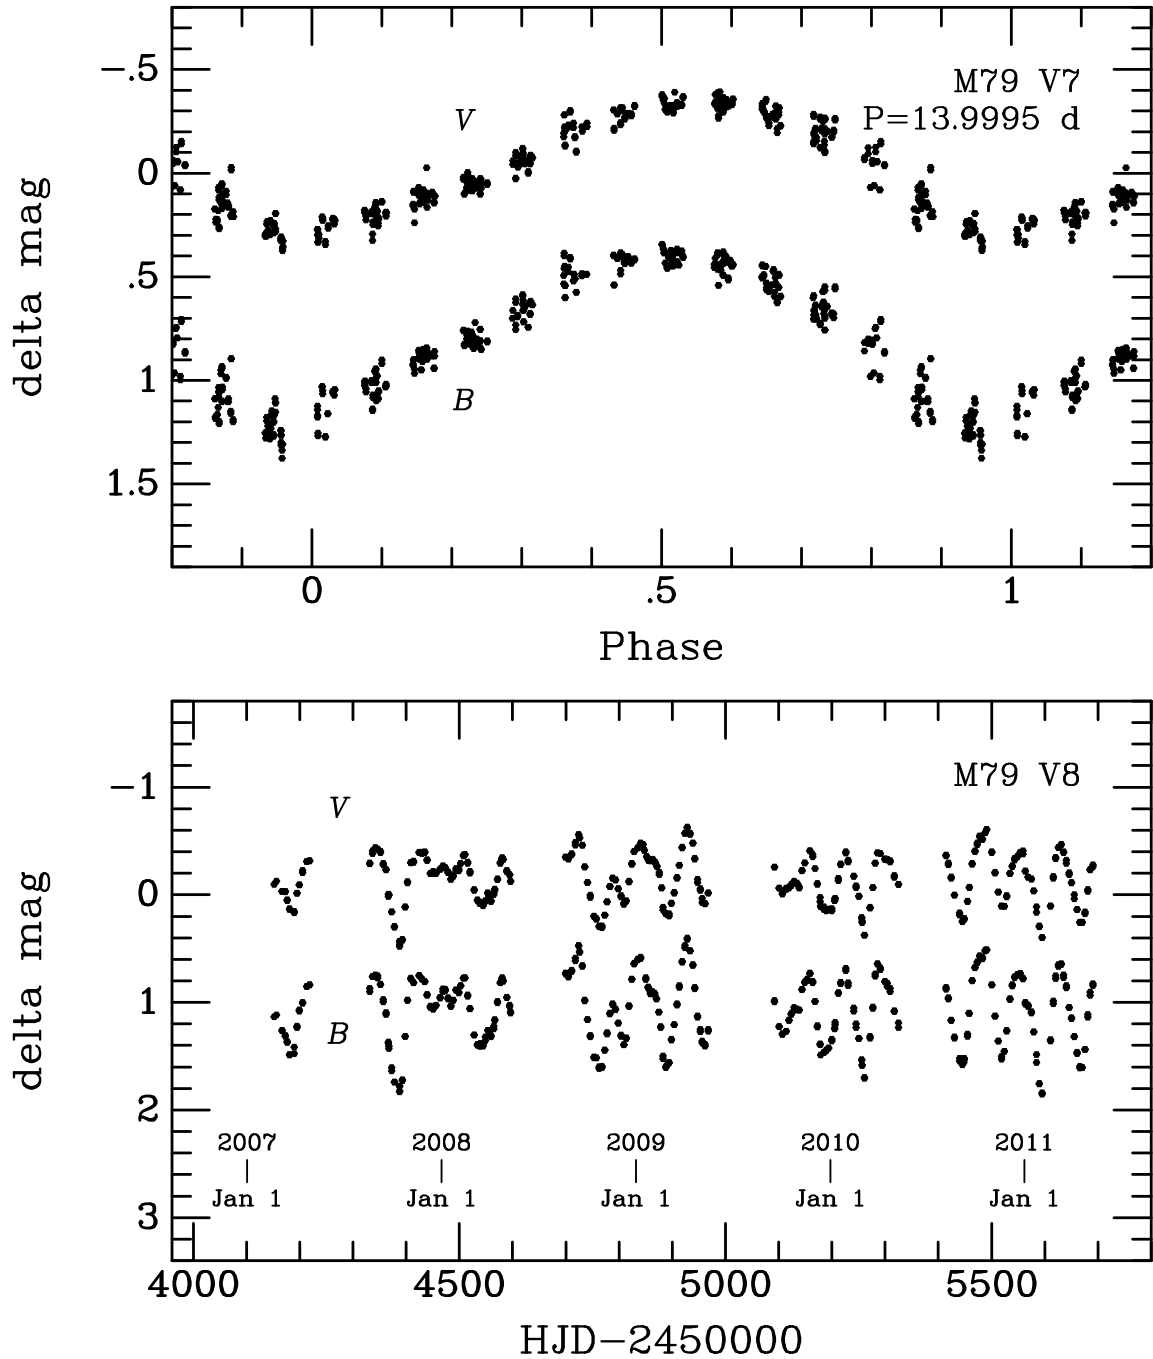 −.5
M79 V7
V
P=13.9995 d
0
delta mag
.5
1
B
1.5
0 .5 1
Phase
−1
M79 V8
V
0
delta mag
1
B
2
2007 2008 2009 2010 2011
Jan 1 Jan 1 Jan 1 Jan 1 Jan 1
3
4000 4500 5000 5500
HJD−2450000